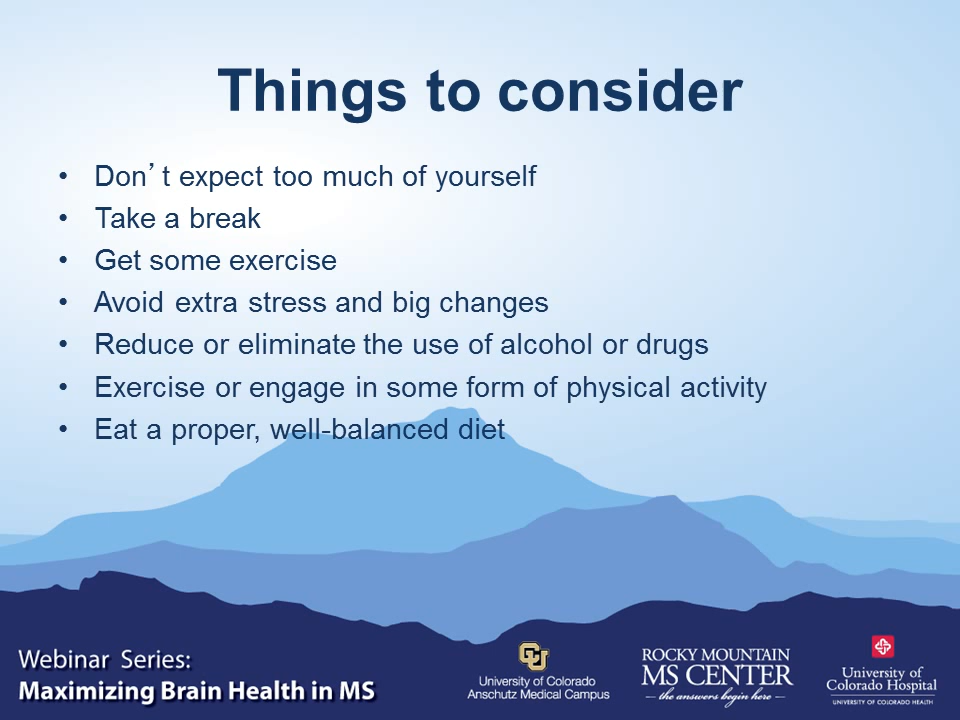 Things to consider
• Don’t expect too much of yourself
• Take a break
• Get some exercise
• Avoid extra stress and big changes
• Reduce or eliminate the use of alcohol or drugs
• Exercise or engage in some form of physical activity
• Eat a proper, well-balanced diet
Webinar Series:
Maximizing Brain Health in MS
CU
University of Colorado
Anschutz Medical Campus
ROCKY MOUNTAIN
MS CENTER
the answers begin here
University of
Colorado Hospital
UNIVERSITY OF COLORADO HEALTH